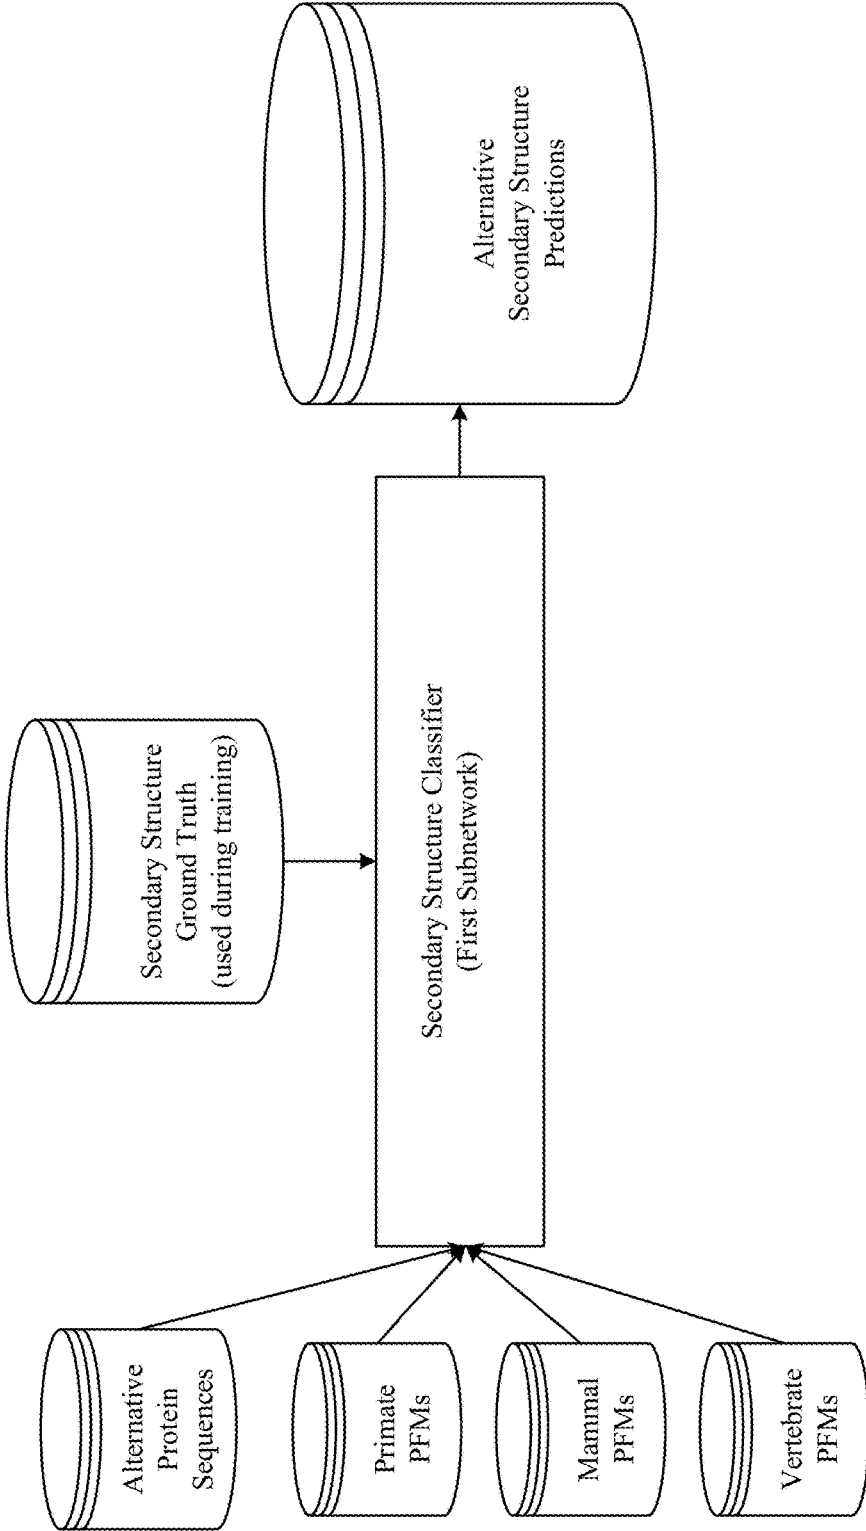 Alternative
Protein
Sequences
Primate
PFMs
Mammal
PFMs
Vertebrate
PFMs
Secondary Structure
Ground Truth
(used during training)
Secondary Structure Classifier
(First Subnetwork)
Alternative
Secondary Structure
Predictions